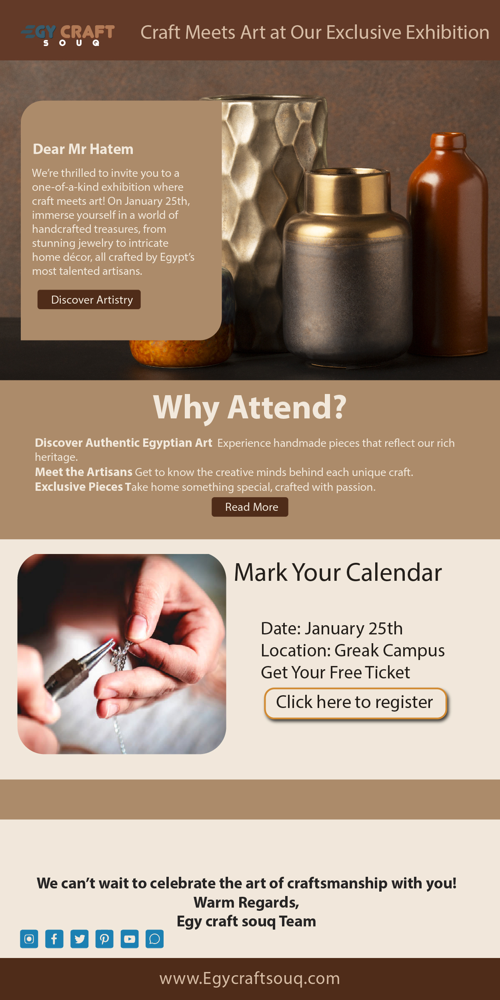 EGY CRAFT
SOUQ
Craft Meets Art at Our Exclusive Exhibition
Dear Mr Hatem
We’re thrilled to invite you to a
one-of-a-kind exhibition where
craft meets art! On January 25th,
immerse yourself in a world of
handcrafted treasures, from
stunning jewelry to intricate
home décor, all crafted by Egypt’s
most talented artisans.
Discover Artistry
Why Attend?
Discover Authentic Egyptian Art  Experience handmade pieces that reflect our rich
heritage.
Meet the Artisans Get to know the creative minds behind each unique craft.
Exclusive Pieces Take home something special, crafted with passion.
Read More
Mark Your Calendar
Date: January 25th
Location: Greak Campus
Get Your Free Ticket
Click here to register
We can’t wait to celebrate the art of craftsmanship with you!
Warm Regards,
Egy craft souq Team
www.Egycraftsouq.com